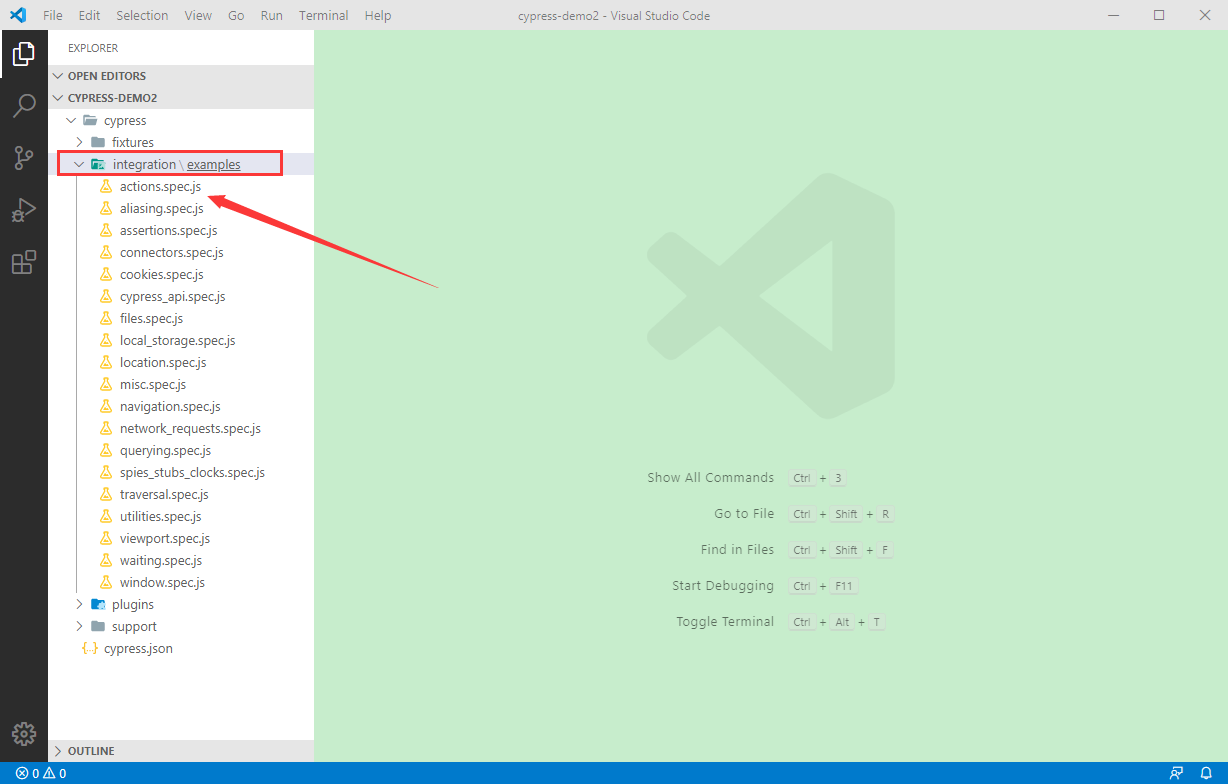 File Edit Selection View Go Run Terminal Help cypress-demo2 - Visual Studio Code
EXPLORER
OPEN EDITORS
CYPRESS-DEMO2
cypress
fixtures
integration \ examples
actions.spec.js
aliasing.spec.js
assertions.spec.js
connectors.spec.js
cookies.spec.js
cypress_api.spec.js
files.spec.js
local_storage.spec.js
location.spec.js
misc.spec.js
navigation.spec.js
network_requests.spec.js
querying.spec.js
spies_stubs_clocks.spec.js
traversal.spec.js
utilities.spec.js
viewport.spec.js
waiting.spec.js
window.spec.js
plugins
support
{..} cypress.json
OUTLINE
Show All Commands Ctrl + 3
Go to File Ctrl + Shift + R
Find in Files Ctrl + Shift + F
Start Debugging Ctrl + F11
Toggle Terminal Ctrl + Alt + T
0 0